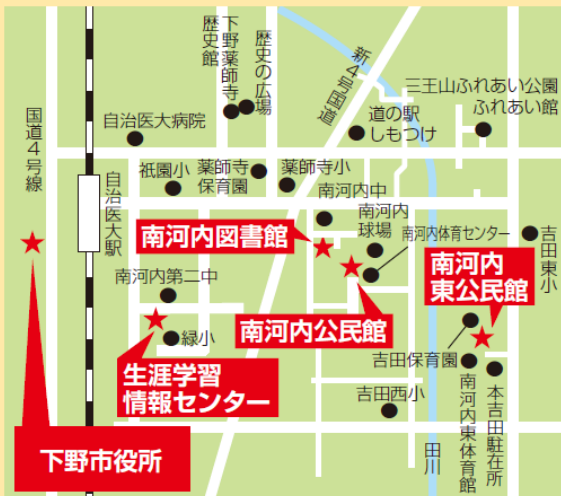 下野薬師寺
歴史館
歴史の広場
新4号国道
三王山ふれあい公園
ふれあい館
国道4号線
自治医大病院
道の駅
しもつけ
自治医大駅
祇園小
薬師寺
保育園
薬師寺小
南河内中
南河内
球場
南河内体育センター
吉田東小
南河内図書館
南河内
東公民館
南河内第二中
南河内公民館
緑小
生涯学習
情報センター
吉田保育園
吉田西小
南河内東体育館
本吉田駐在所
田川
下野市役所